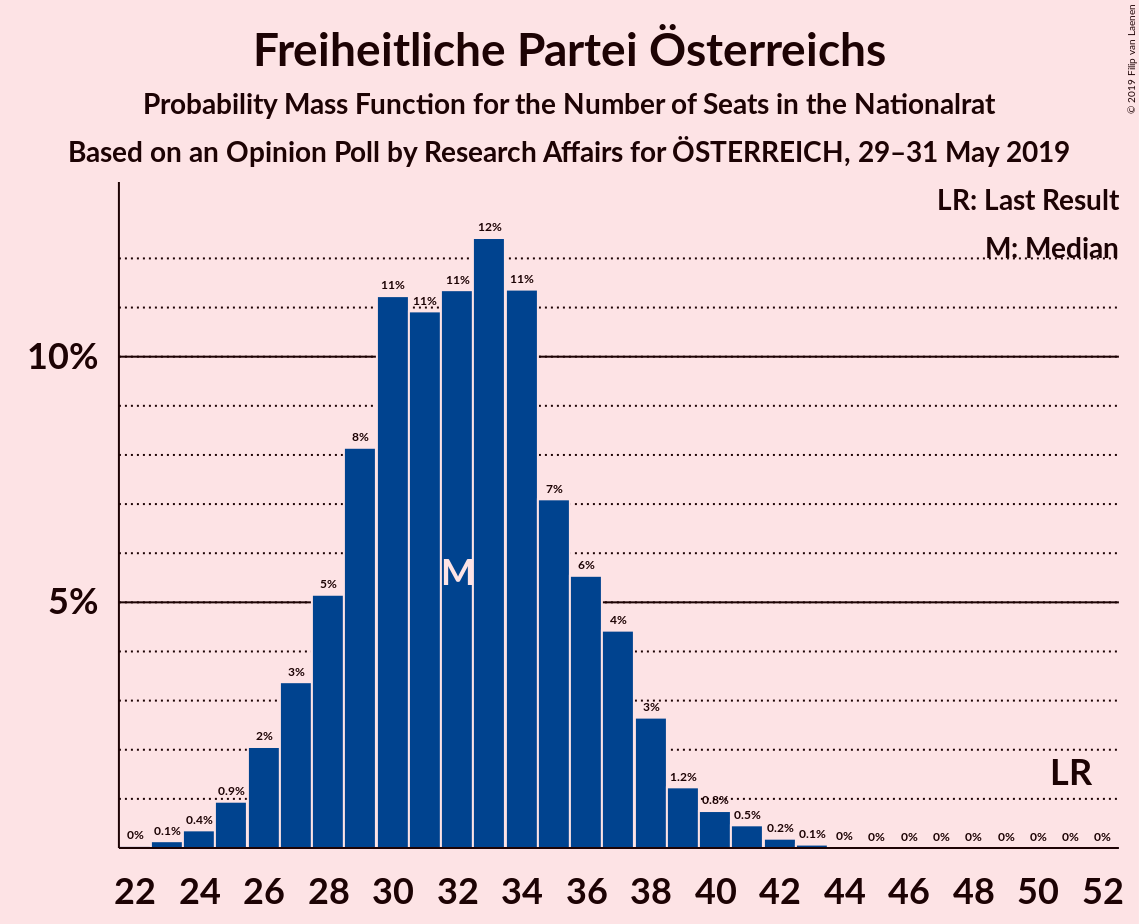 Freiheitliche Partei Österreichs
Probability Mass Function for the Number of Seats in the Nationalrat
Based on an Opinion Poll by Research Affairs for ÖSTERREICH, 29–31 May 2019
© 2019 Filip van Laenen
LR: Last Result
M: Median
10%
5%
0% 0.1% 0.4% 0.9% 2% 3% 5% 8% 11% 11% 11% 12% 11% 7% 6% 4% 3% 1.2% 0.8% 0.5% 0.2% 0.1% 0% 0% 0% 0% 0% 0% 0% 0% 0%
M
LR
22 24 26 28 30 32 34 36 38 40 42 44 46 48 50 52